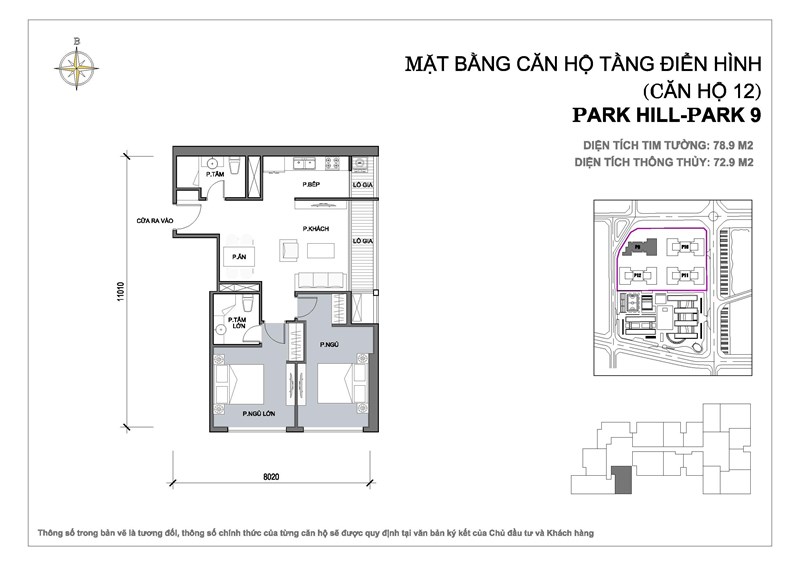 B
MẶT BẰNG CĂN HỘ TẦNG ĐIỂN HÌNH
(CĂN HỘ 12)
PARK HILL-PARK 9
DIỆN TÍCH TIM TƯỜNG: 78.9 M2
DIỆN TÍCH THÔNG THỦY: 72.9 M2
P.TẮM
P.BẾP
LÔ GIA
CỬA RA VÀO
P.KHÁCH
LÔ GIA
P.ĂN
11010
P.TẮM
LỚN
P.NGỦ
P.NGỦ LỚN
8020
P9
P10
P12
P11
Thông số trong bản vẽ là tương đối, thông số chính thức của từng căn hộ sẽ được quy định tại văn bản ký kết của Chủ đầu tư và Khách hàng